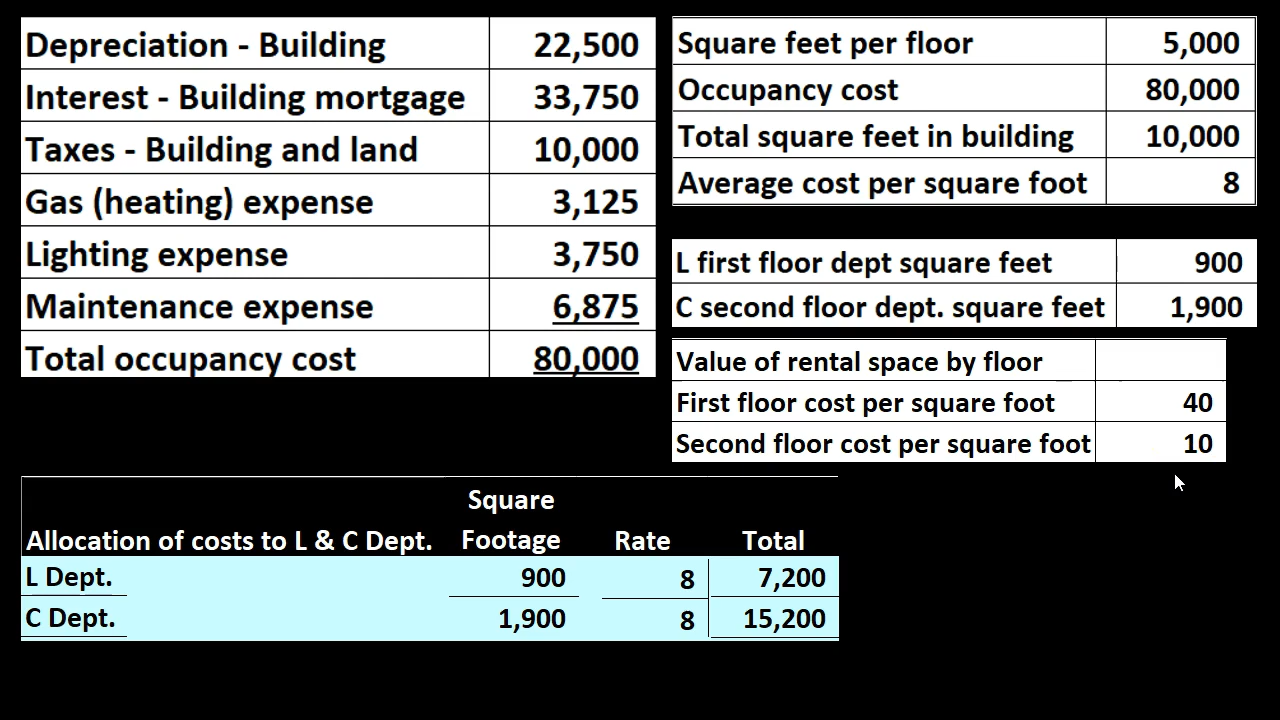 Depreciation - Building 22,500
Interest - Building mortgage 33,750
Taxes - Building and land 10,000
Gas (heating) expense 3,125
Lighting expense 3,750
Maintenance expense 6,875
Total occupancy cost 80,000
Square feet per floor 5,000
Occupancy cost 80,000
Total square feet in building 10,000
Average cost per square foot 8
L first floor dept square feet 900
C second floor dept. square feet 1,900
Value of rental space by floor
First floor cost per square foot 40
Second floor cost per square foot 10
Square
Allocation of costs to L & C Dept. Footage Rate Total
L Dept. 900 8 7,200
C Dept. 1,900 8 15,200